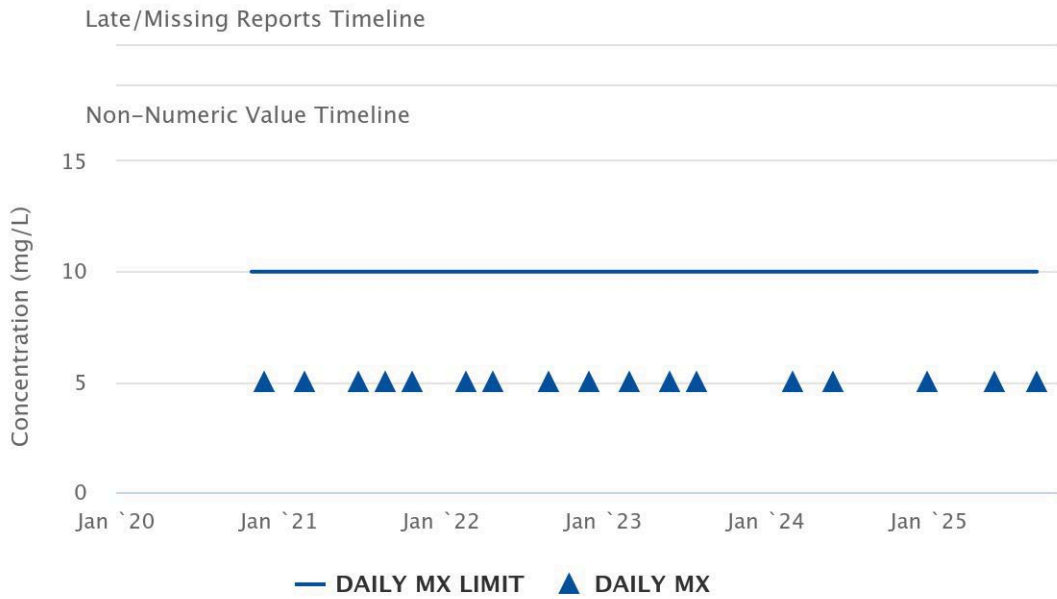 Late/Missing Reports Timeline
Non-Numeric Value Timeline
15
10
5
0
Concentration (mg/L)
Jan `20 Jan `21 Jan `22 Jan `23 Jan `24 Jan `25
DAILY MX LIMIT DAILY MX